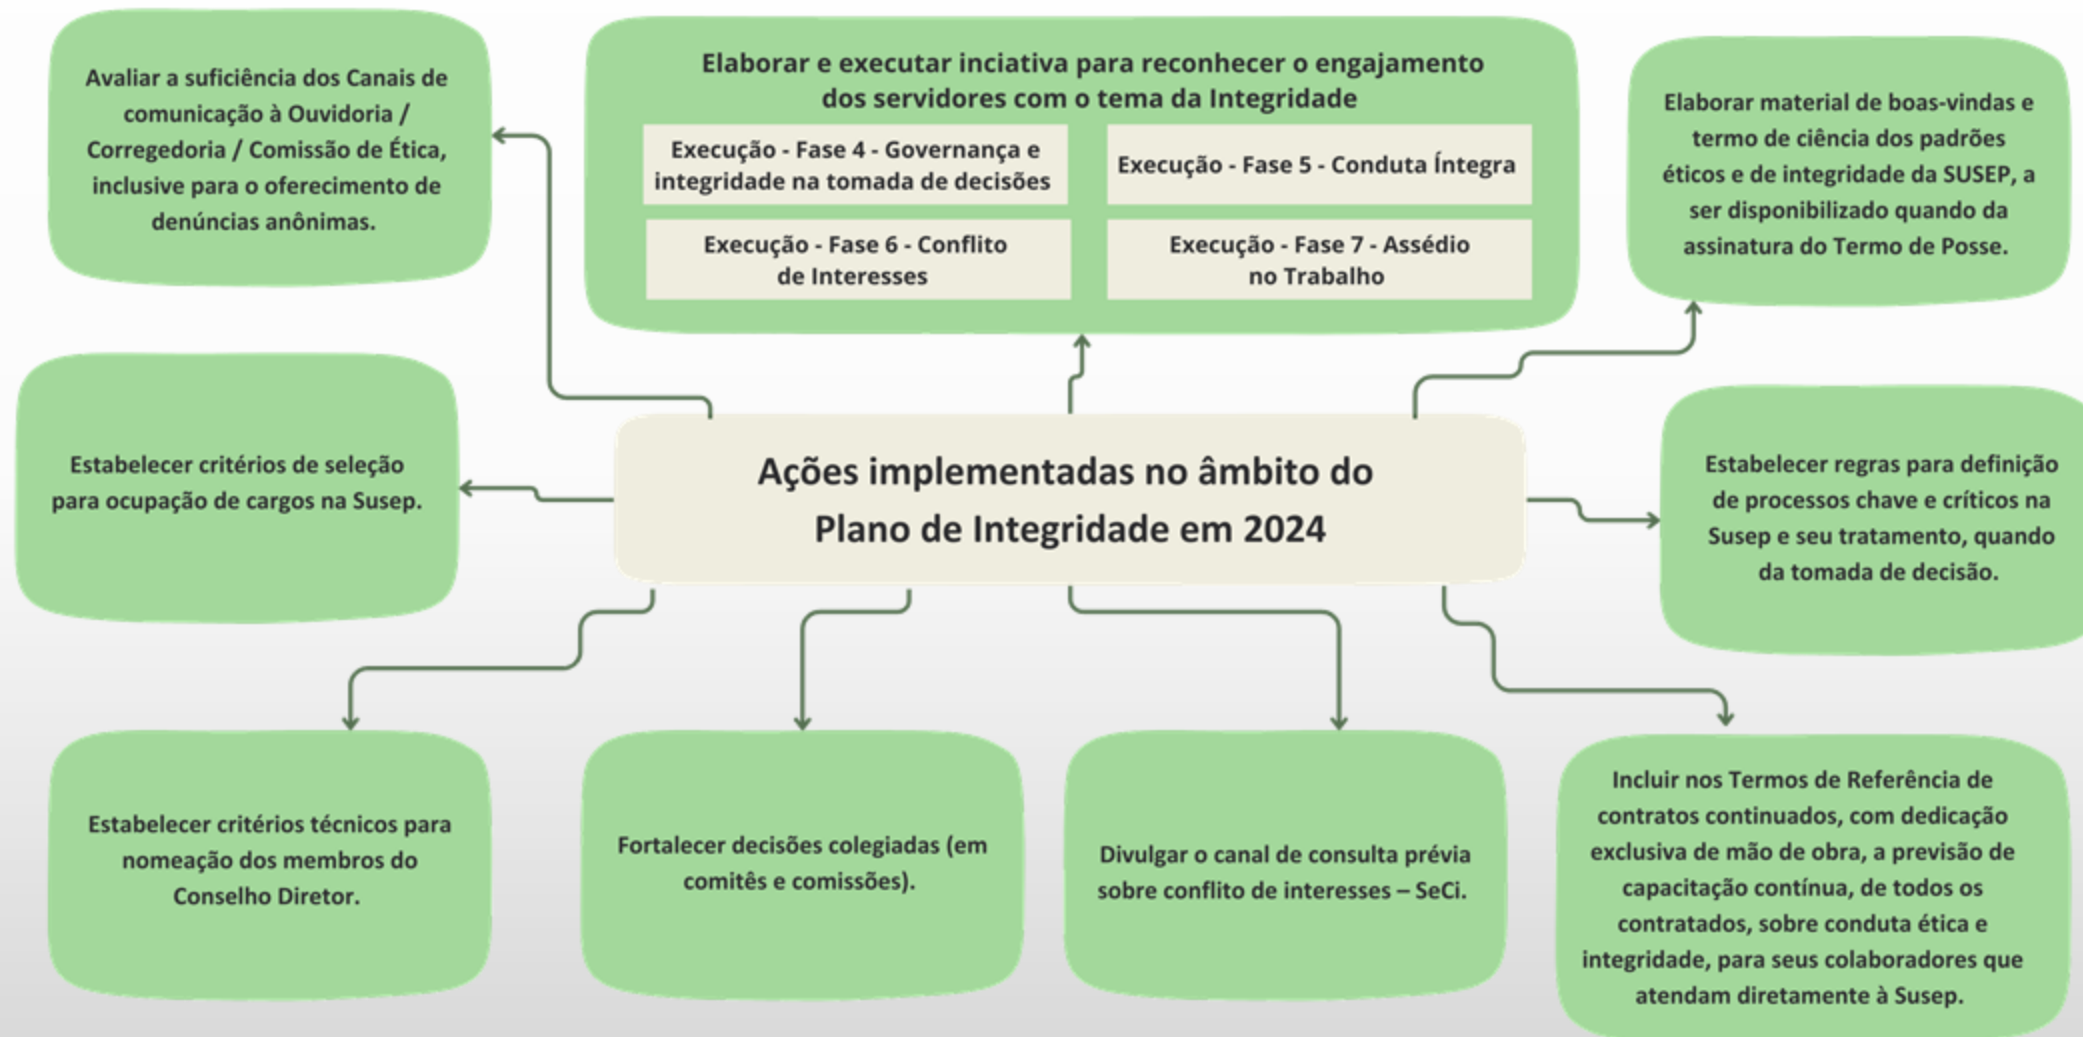 Avaliar a suficiência dos Canais de
comunicação à Ouvidoria /
Corregedoria / Comissão de Ética,
inclusive para o oferecimento de
denúncias anônimas.
Elaborar e executar inciativa para reconhecer o engajamento
dos servidores com o tema da Integridade
Execução - Fase 4 - Governança e
integridade na tomada de decisões
Execução - Fase 5 - Conduta Íntegra
Execução - Fase 6 - Conflito
de Interesses
Execução - Fase 7 - Assédio
no Trabalho
Elaborar material de boas-vindas e
termo de ciência dos padrões
éticos e de integridade da SUSEP, a
ser disponibilizado quando da
assinatura do Termo de Posse.
Estabelecer critérios de seleção
para ocupação de cargos na Susep.
Ações implementadas no âmbito do
Plano de Integridade em 2024
Estabelecer regras para definição
de processos chave e críticos na
Susep e seu tratamento, quando
da tomada de decisão.
Estabelecer critérios técnicos para
nomeação dos membros do
Conselho Diretor.
Fortalecer decisões colegiadas (em
comitês e comissões).
Divulgar o canal de consulta prévia
sobre conflito de interesses – SeCi.
Incluir nos Termos de Referência de
contratos continuados, com dedicação
exclusiva de mão de obra, a previsão de
capacitação contínua, de todos os
contratados, sobre conduta ética e
integridade, para seus colaboradores que
atendam diretamente à Susep.